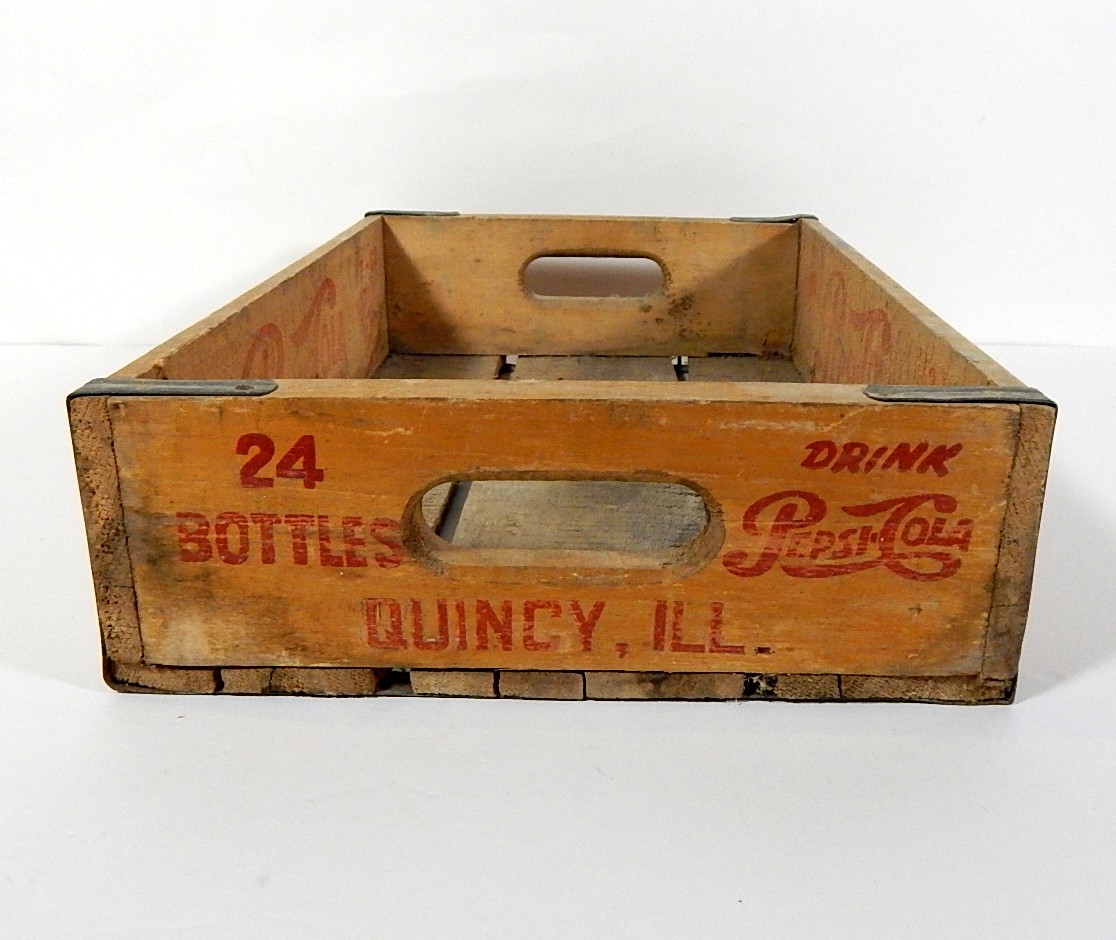 24
BOTTLES
DRINK
PEPSI-COLA
QUINCY, ILL.